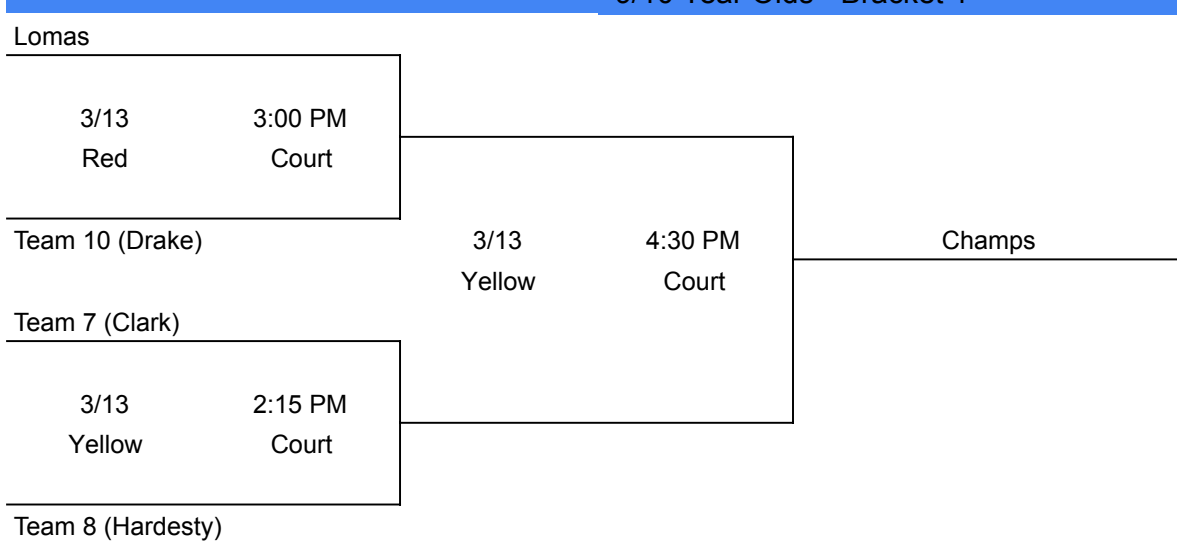 Lomas
3/13 3:00 PM
Red Court
Team 10 (Drake)
3/13 4:30 PM
Yellow Court
Champs
Team 7 (Clark)
3/13 2:15 PM
Yellow Court
Team 8 (Hardesty)